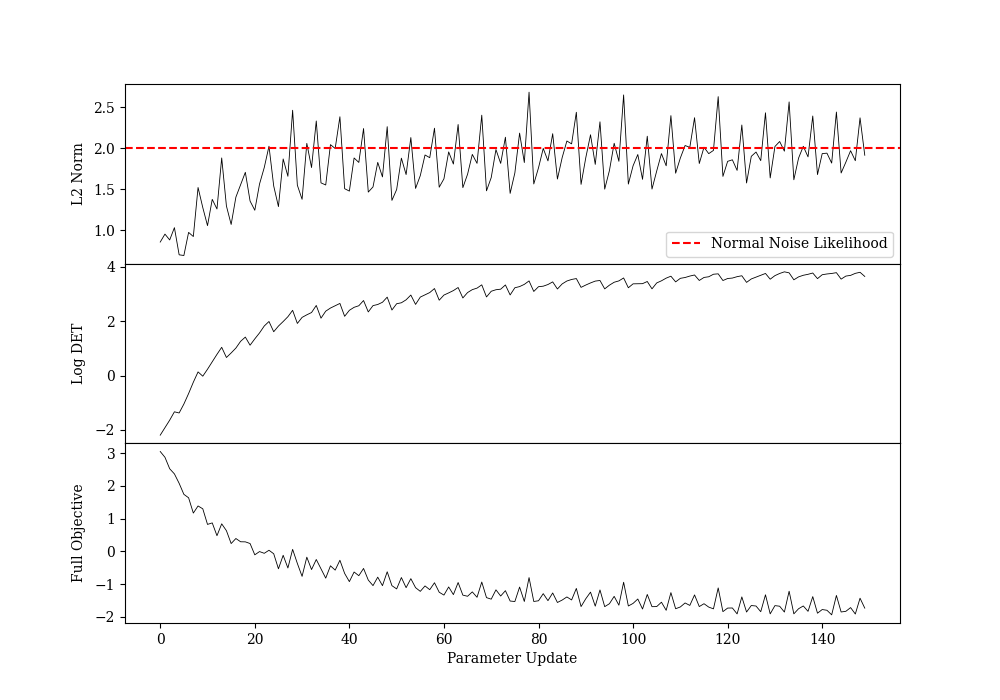 2.5
2.0
1.5
1.0
L2 Norm
Normal Noise Likelihood
4
2
0
−2
Log DET
3
2
1
0
−1
−2
Full Objective
0 20 40 60 80 100 120 140
Parameter Update